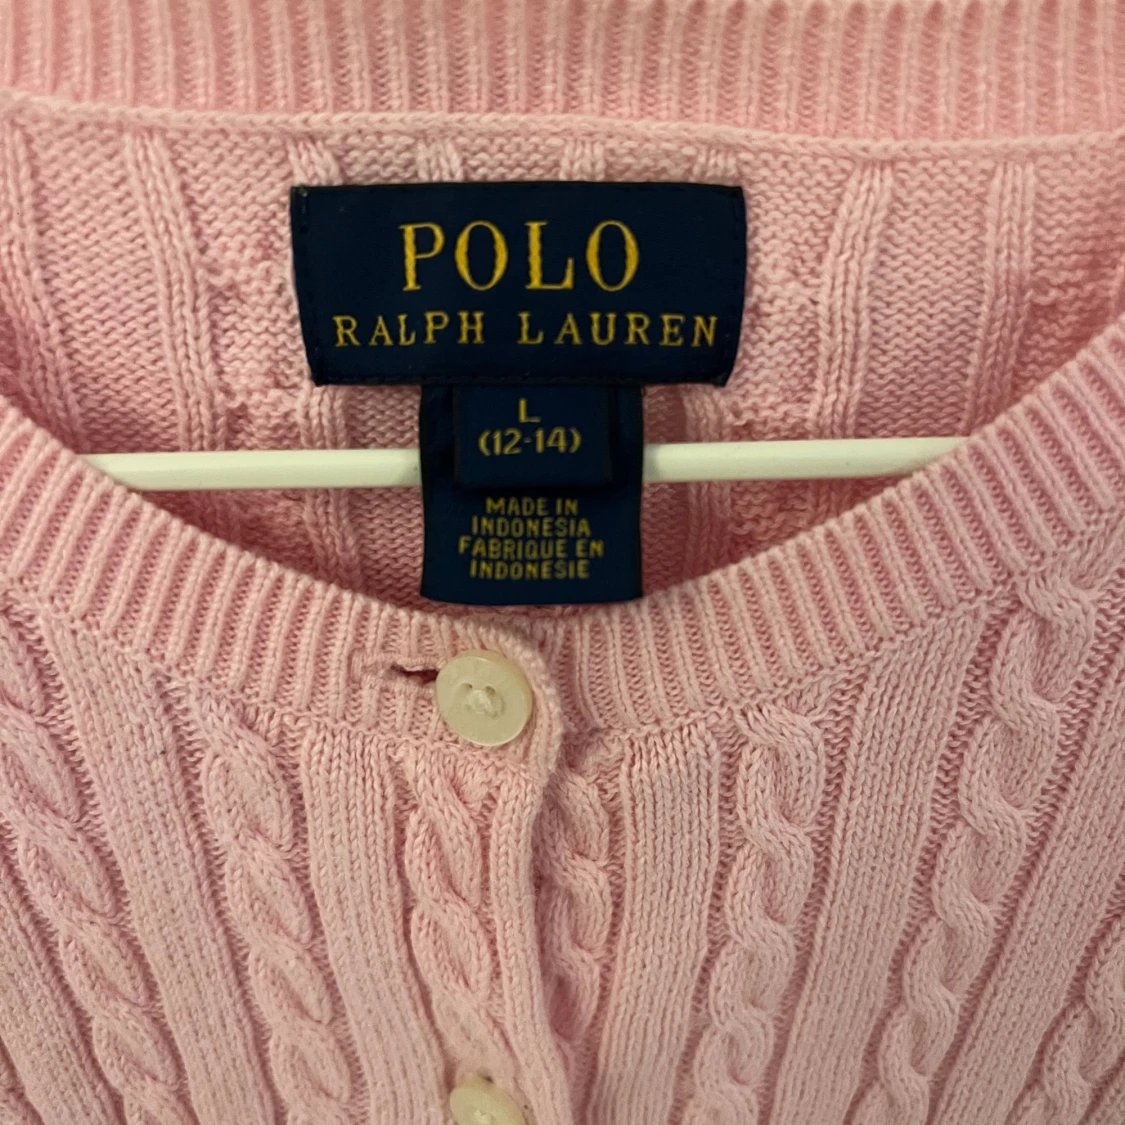 POLO
RALPH LAUREN
L
(12-14)
MADE IN
INDONESIA
FABRIQUE EN
INDONESIE